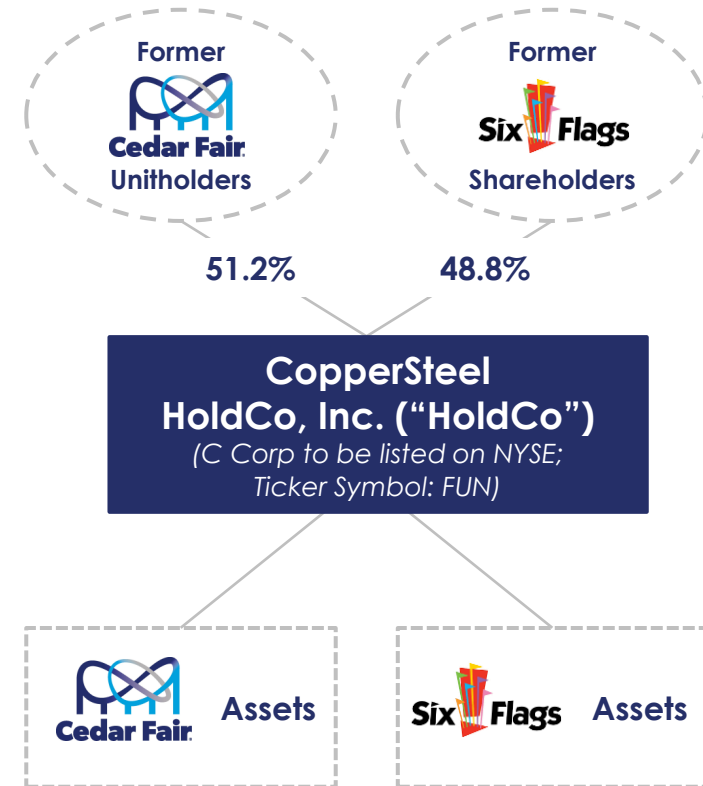 Former
Cedar Fair
Unitholders
Former
Six Flags
Shareholders
51.2%
48.8%
CopperSteel
HoldCo, Inc. (“HoldCo”)
(C Corp to be listed on NYSE;
Ticker Symbol: FUN)
Cedar Fair
Assets
Six Flags
Assets